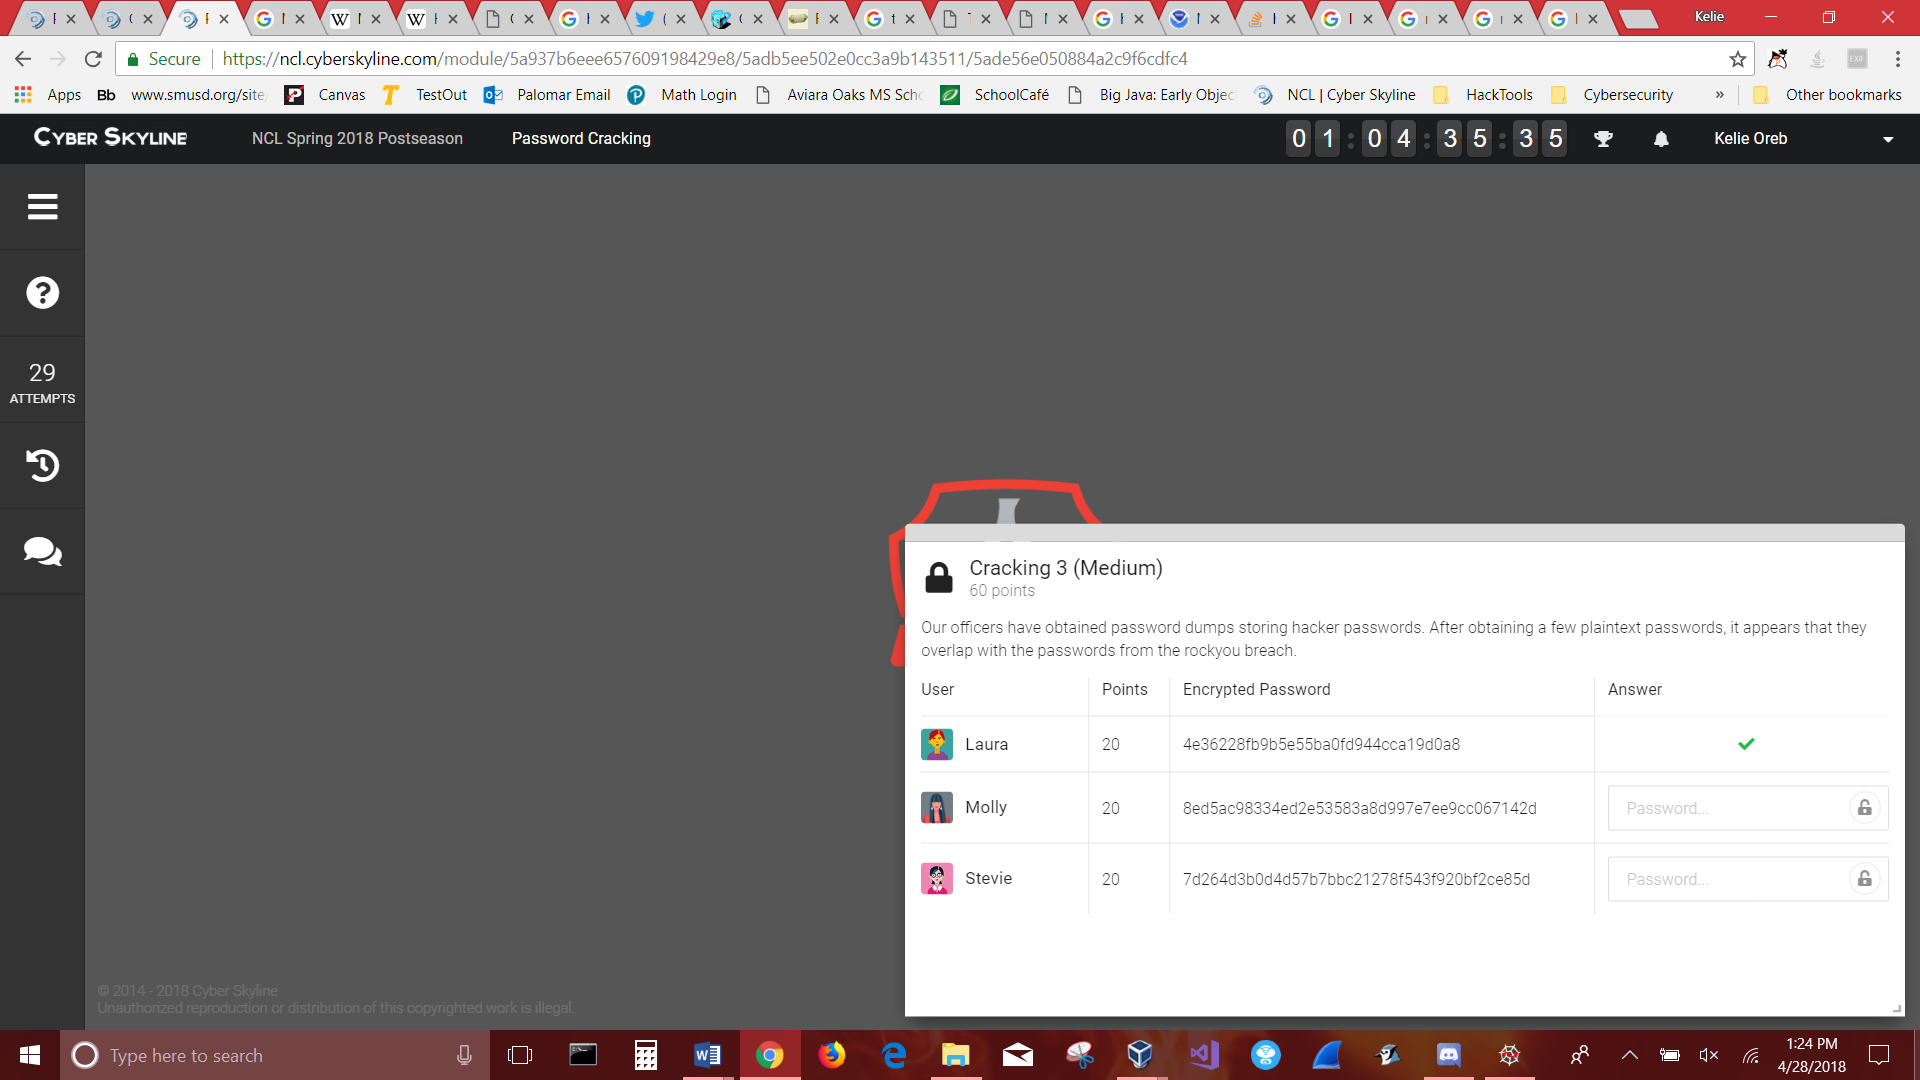 Kelie
Secure https://ncl.cyberskyline.com/module/5a937b6eee657609198429e8/5adb5ee502e0cc3a9b143511/5ade56e050884a2c9f6cdfc4
Apps Bb www.smusd.org/site Canvas TestOut Palomar Email Math Login Aviara Oaks MS Scho SchoolCafé Big Java: Early Objec NCL | Cyber Skyline HackTools Cybersecurity » Other bookmarks
CYBER SKYLINE NCL Spring 2018 Postseason Password Cracking 01:04:35:35 Kelie Oreb
29
ATTEMPTS
Cracking 3 (Medium)
60 points
Our officers have obtained password dumps storing hacker passwords. After obtaining a few plaintext passwords, it appears that they
overlap with the passwords from the rockyou breach.
User Points Encrypted Password Answer
Laura 20 4e36228fb9b5e55ba0fd944cca19d0a8
Molly 20 8ed5ac98334ed2e53583a8d997e7ee9cc067142d Password...
Stevie 20 7d264d3b0d4d57b7bbc21278f543f920bf2ce85d Password...
© 2014 - 2018 Cyber Skyline
Unauthorized reproduction or distribution of this copyrighted work is illegal.
Type here to search
1:24 PM
4/28/2018